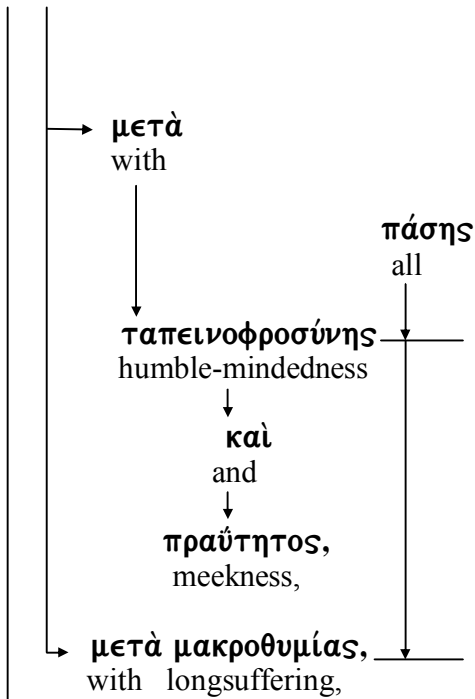 μετὰ
with
πάσης
all
ταπεινοφροσύνης
humble-mindedness
καὶ
and
πραΰτητος,
meekness,
μετὰ μακροθυμίας,
with longsuffering,